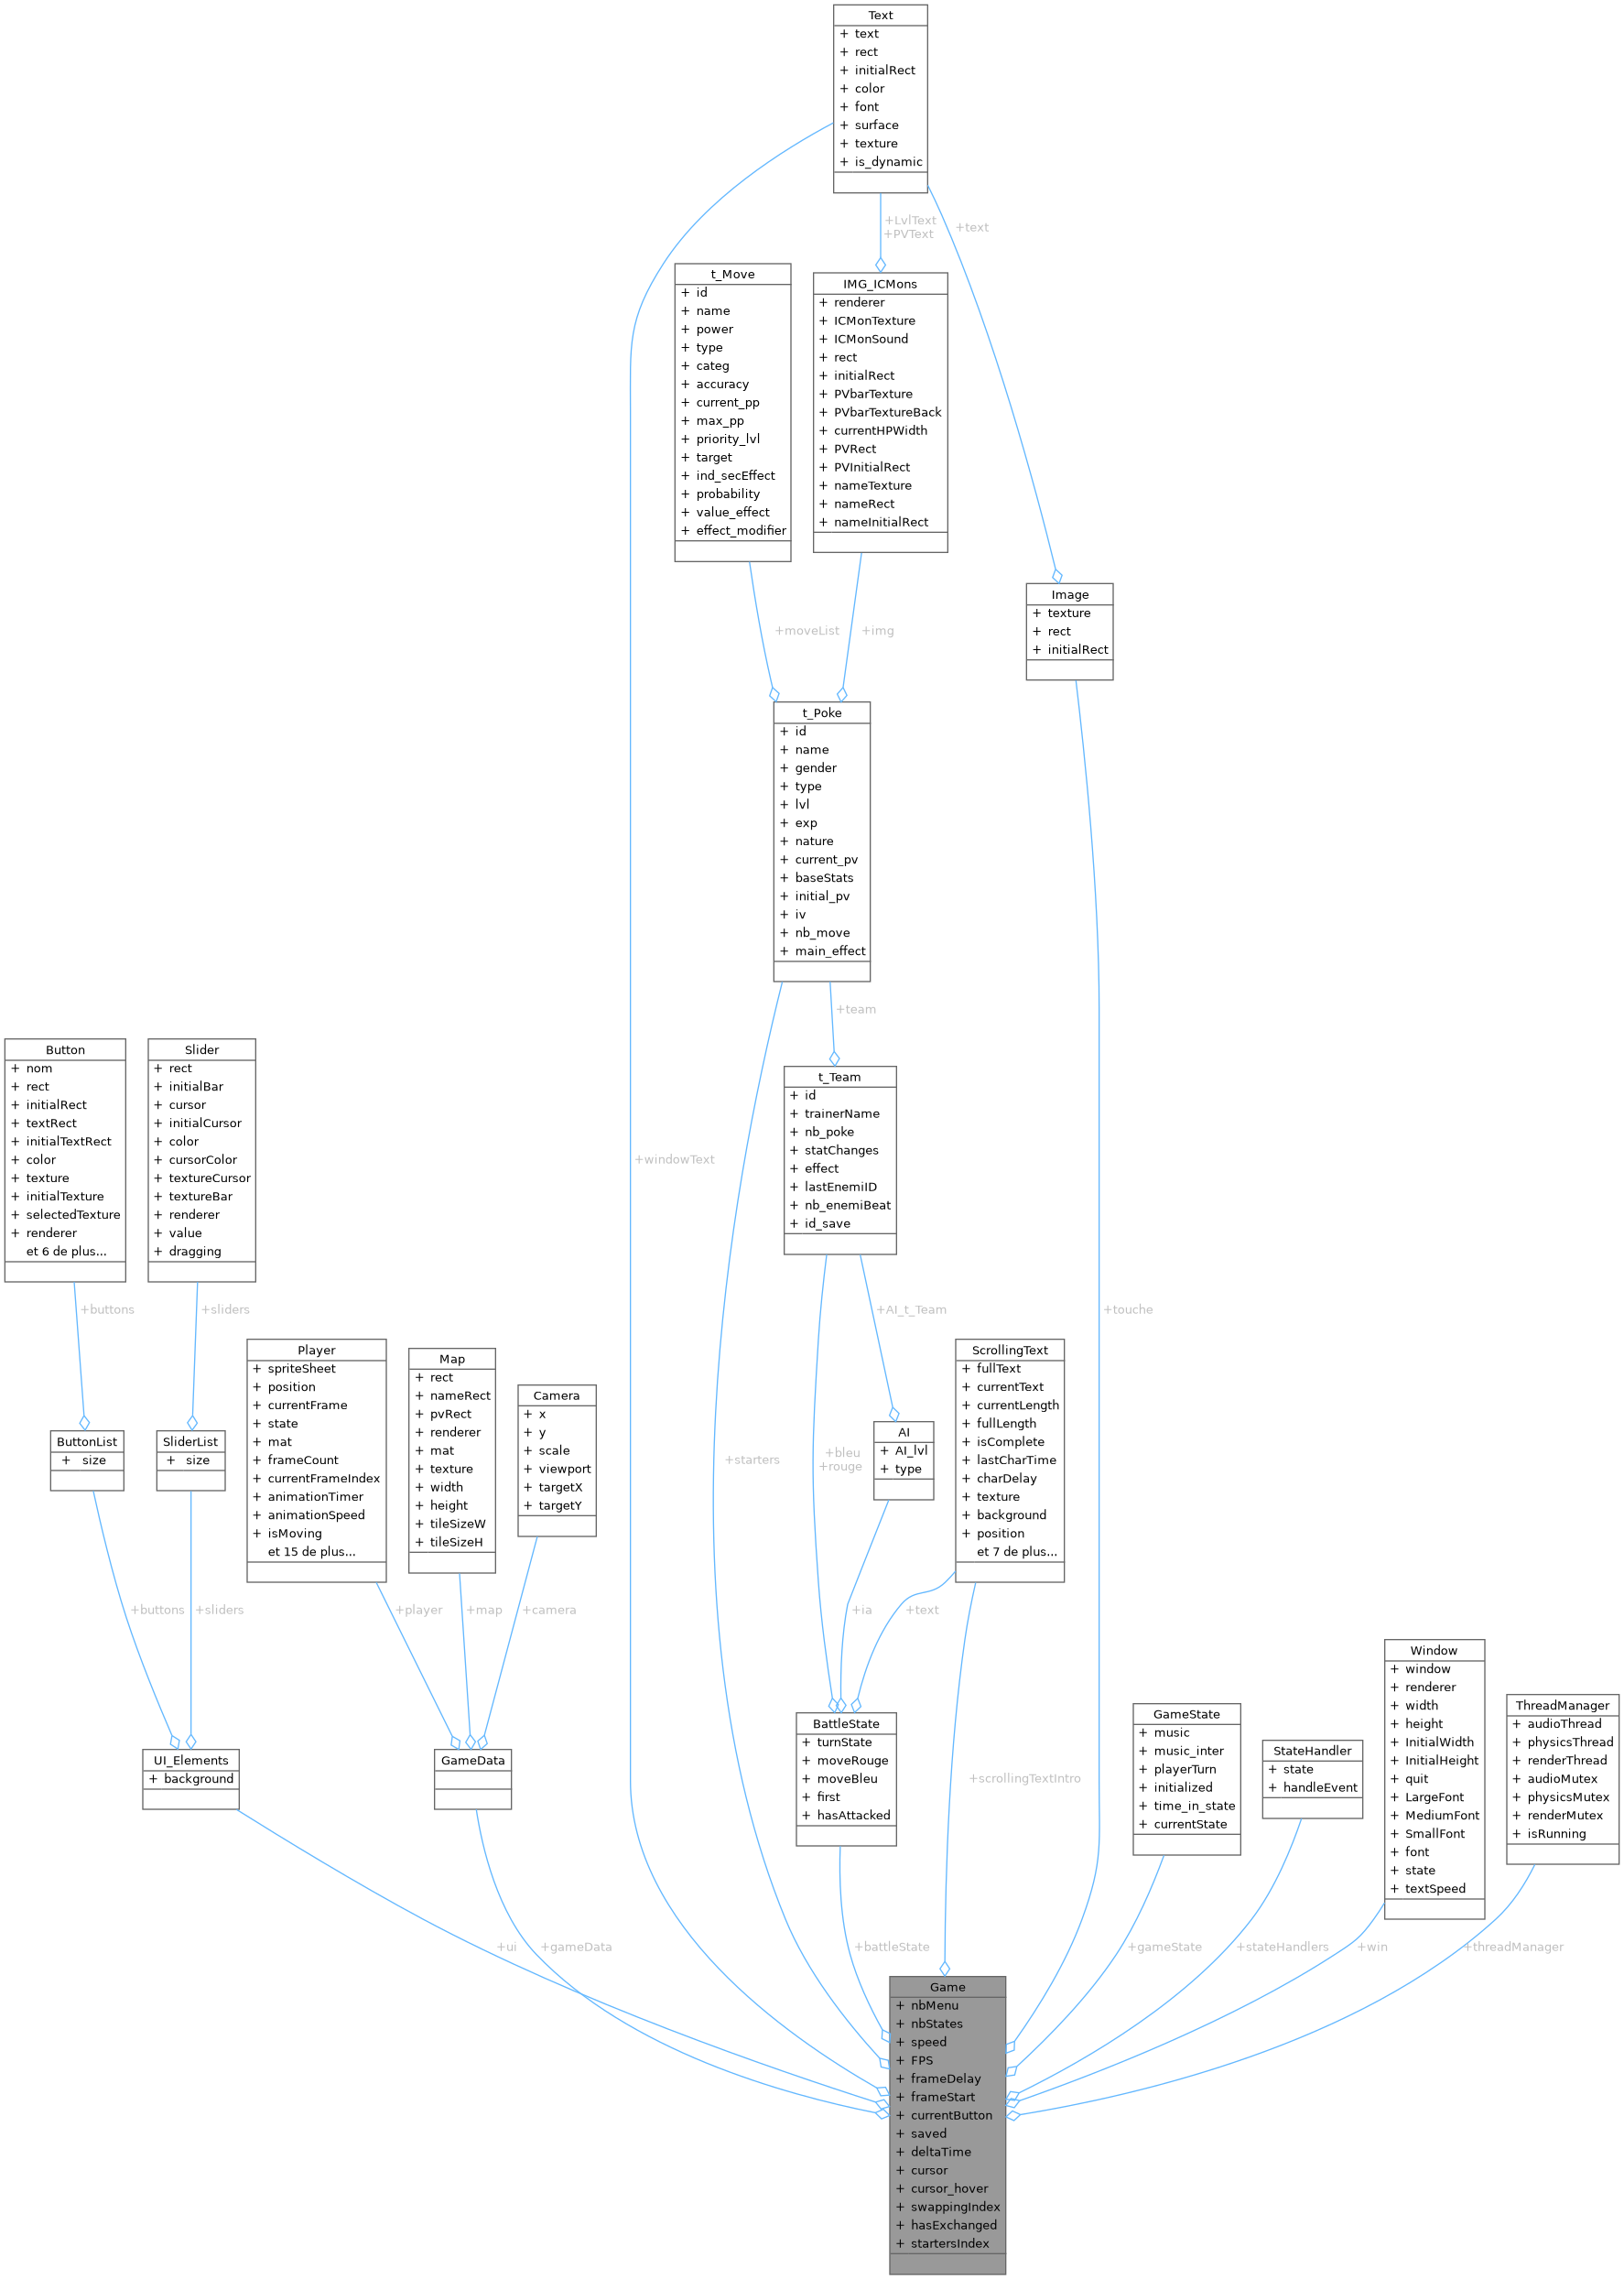 Text
+ text
+ rect
+ initialRect
+ color
+ font
+ surface
+ texture
+ is_dynamic
+LvlText
+PVText
+text
t_Move
+ id
+ name
+ power
+ type
+ categ
+ accuracy
+ current_pp
+ max_pp
+ priority_lvl
+ target
+ ind_secEffect
+ probability
+ value_effect
+ effect_modifier
IMG_ICMons
+ renderer
+ ICMonTexture
+ ICMonSound
+ rect
+ initialRect
+ PVbarTexture
+ PVbarTextureBack
+ currentHPWidth
+ PVRect
+ PVInitialRect
+ nameTexture
+ nameRect
+ nameInitialRect
Image
+ texture
+ rect
+ initialRect
+moveList
+img
t_Poke
+ id
+ name
+ gender
+ type
+ lvl
+ exp
+ nature
+ current_pv
+ baseStats
+ initial_pv
+ iv
+ nb_move
+ main_effect
+team
Button
+ nom
+ rect
+ initialRect
+ textRect
+ initialTextRect
+ color
+ texture
+ initialTexture
+ selectedTexture
+ renderer
et 6 de plus...
Slider
+ rect
+ initialBar
+ cursor
+ initialCursor
+ color
+ cursorColor
+ textureCursor
+ textureBar
+ renderer
+ value
+ dragging
+windowText
t_Team
+ id
+ trainerName
+ nb_poke
+ statChanges
+ effect
+ lastEnemiID
+ nb_enemiBeat
+ id_save
+buttons
+sliders
+AI_t_Team
+touche
Player
+ spriteSheet
+ position
+ currentFrame
+ state
+ mat
+ frameCount
+ currentFrameIndex
+ animationTimer
+ animationSpeed
+ isMoving
et 15 de plus...
Map
+ rect
+ nameRect
+ pvRect
+ renderer
+ mat
+ texture
+ width
+ height
+ tileSizeW
+ tileSizeH
Camera
+ x
+ y
+ scale
+ viewport
+ targetX
+ targetY
ScrollingText
+ fullText
+ currentText
+ currentLength
+ fullLength
+ isComplete
+ lastCharTime
+ charDelay
+ texture
+ background
+ position
et 7 de plus...
ButtonList
+ size
SliderList
+ size
+starters
+bleu
+rouge
AI
+ AI_lvl
+ type
+buttons
+sliders
+player
+map
+camera
+ia
+text
UI_Elements
+ background
GameData
BattleState
+ turnState
+ moveRouge
+ moveBleu
+ first
+ hasAttacked
+scrollingTextIntro
GameState
+ music
+ music_inter
+ playerTurn
+ initialized
+ time_in_state
+ currentState
StateHandler
+ state
+ handleEvent
Window
+ window
+ renderer
+ width
+ height
+ InitialWidth
+ InitialHeight
+ quit
+ LargeFont
+ MediumFont
+ SmallFont
+ font
+ state
+ textSpeed
ThreadManager
+ audioThread
+ physicsThread
+ renderThread
+ audioMutex
+ physicsMutex
+ renderMutex
+ isRunning
+ui
+gameData
+battleState
+gameState
+stateHandlers
+win
+threadManager
Game
+ nbMenu
+ nbStates
+ speed
+ FPS
+ frameDelay
+ frameStart
+ currentButton
+ saved
+ deltaTime
+ cursor
+ cursor_hover
+ swappingIndex
+ hasExchanged
+ startersIndex